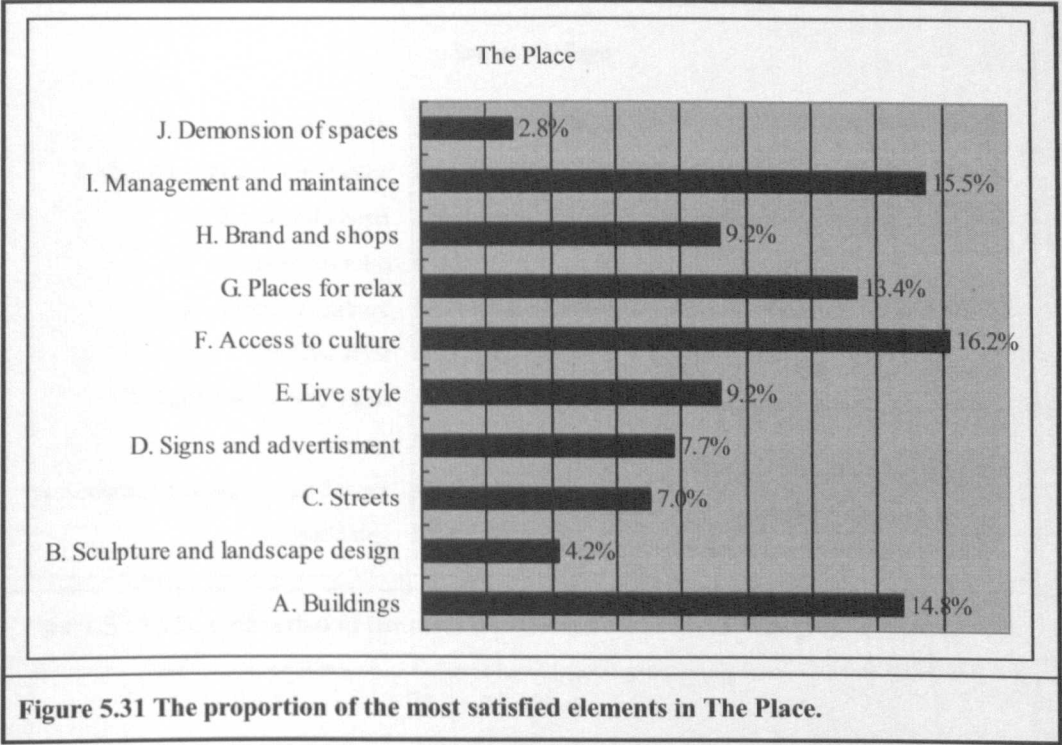 The Place
J. Demonsion of spaces 2.8%
I. Management and maintaince 15.5%
H. Brand and shops 9.2%
G. Places for relax 13.4%
F. Access to culture 16.2%
E. Live style 9.2%
D. Signs and advertisment 7.7%
C. Streets 7.0%
B. Sculpture and landscape design 4.2%
A. Buildings 14.8%
Figure 5.31 The proportion of the most satisfied elements in The Place.